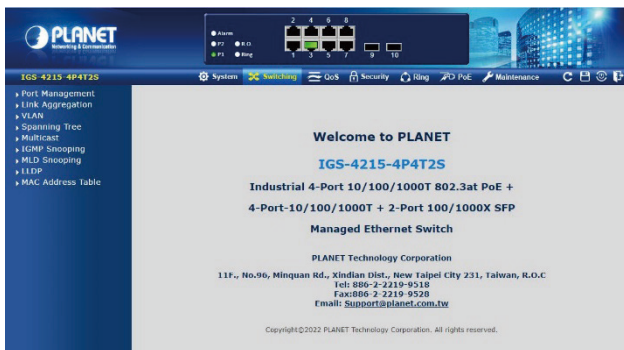 PLANET
Networking & Communication
Alarm
P2 R.O.
P1 Ring
2 4 6 8
1 3 5 7 9 10
IGS-4215-4P4T2S
System Switching QoS Security Ring PoE Maintenance
Port Management
Link Aggregation
VLAN
Spanning Tree
Multicast
IGMP Snooping
MLD Snooping
LLDP
MAC Address Table
Welcome to PLANET
IGS-4215-4P4T2S
Industrial 4-Port 10/100/1000T 802.3at PoE +
4-Port-10/100/1000T + 2-Port 100/1000X SFP
Managed Ethernet Switch
PLANET Technology Corporation
11F., No.96, Minquan Rd., Xindian Dist., New Taipei City 231, Taiwan, R.O.C
Tel: 886-2-2219-9518
Fax:886-2-2219-9528
Email: Support@planet.com.tw
Copyright©2022 PLANET Technology Corporation. All rights reserved.